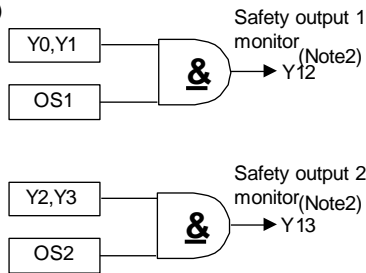 )
Safety output 1
monitor(Note2)
Y0,Y1
&
Y12
OS1
Safety output 2
monitor(Note2)
Y2,Y3
&
Y13
OS2